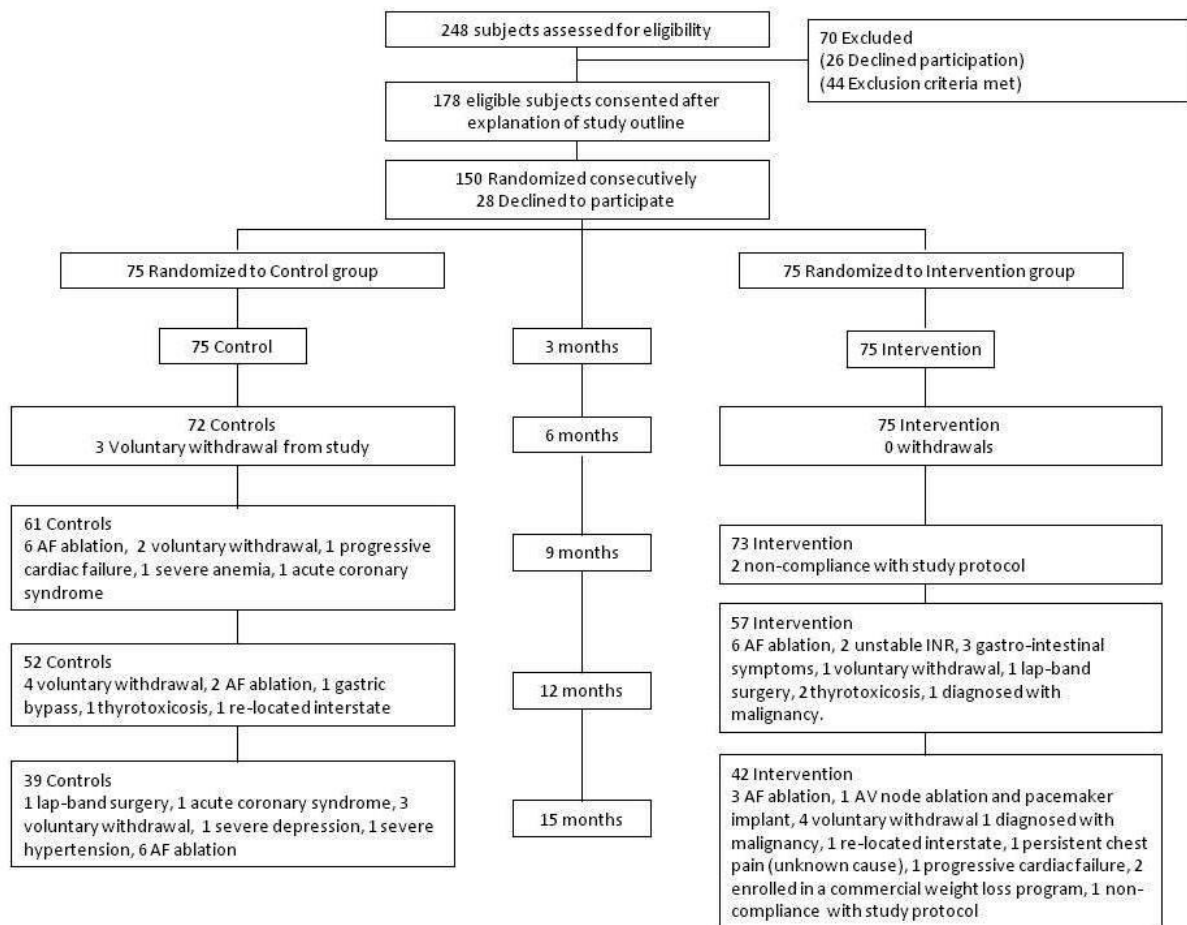 248 subjects assessed for eligibility
70 Excluded
(26 Declined participation)
(44 Exclusion criteria met)
178 eligible subjects consented after
explanation of study outline
150 Randomized consecutively
28 Declined to participate
75 Randomized to Control group
75 Randomized to Intervention group
75 Control
3 months
75 Intervention
72 Controls
3 Voluntary withdrawal from study
6 months
75 Intervention
0 withdrawals
61 Controls
6 AF ablation, 2 voluntary withdrawal, 1 progressive
cardiac failure, 1 severe anemia, 1 acute coronary
syndrome
9 months
73 Intervention
2 non-compliance with study protocol
52 Controls
4 voluntary withdrawal, 2 AF ablation, 1 gastric
bypass, 1 thyrotoxicosis, 1 re-located interstate
12 months
57 Intervention
6 AF ablation, 2 unstable INR, 3 gastro-intestinal
symptoms, 1 voluntary withdrawal, 1 lap-band
surgery, 2 thyrotoxicosis, 1 diagnosed with
malignancy.
39 Controls
1 lap-band surgery, 1 acute coronary syndrome, 3
voluntary withdrawal, 1 severe depression, 1 severe
hypertension, 6 AF ablation
15 months
42 Intervention
3 AF ablation, 1 AV node ablation and pacemaker
implant, 4 voluntary withdrawal 1 diagnosed with
malignancy, 1 re-located interstate, 1 persistent chest
pain (unknown cause), 1 progressive cardiac failure, 2
enrolled in a commercial weight loss program, 1 non-
compliance with study protocol